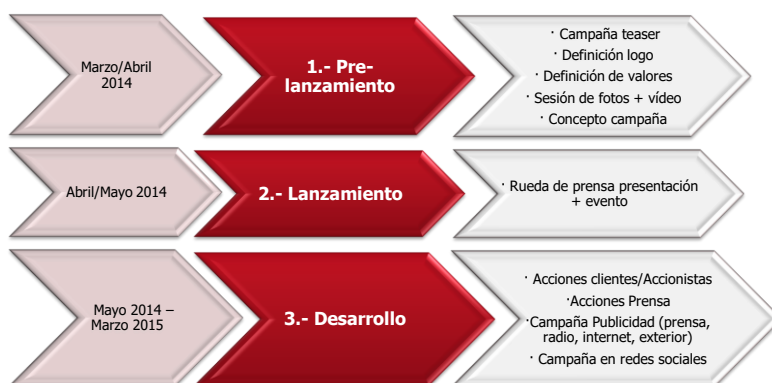 Marzo/Abril
2014
1.- Pre-
lanzamiento
· Campaña teaser
· Definición logo
· Definición de valores
· Sesión de fotos + vídeo
· Concepto campaña
Abril/Mayo 2014
2.- Lanzamiento
· Rueda de prensa presentación
+ evento
Mayo 2014 –
Marzo 2015
3.- Desarrollo
· Acciones clientes/Accionistas
·Acciones Prensa
·Campaña Publicidad (prensa,
radio, internet, exterior)
· Campaña en redes sociales